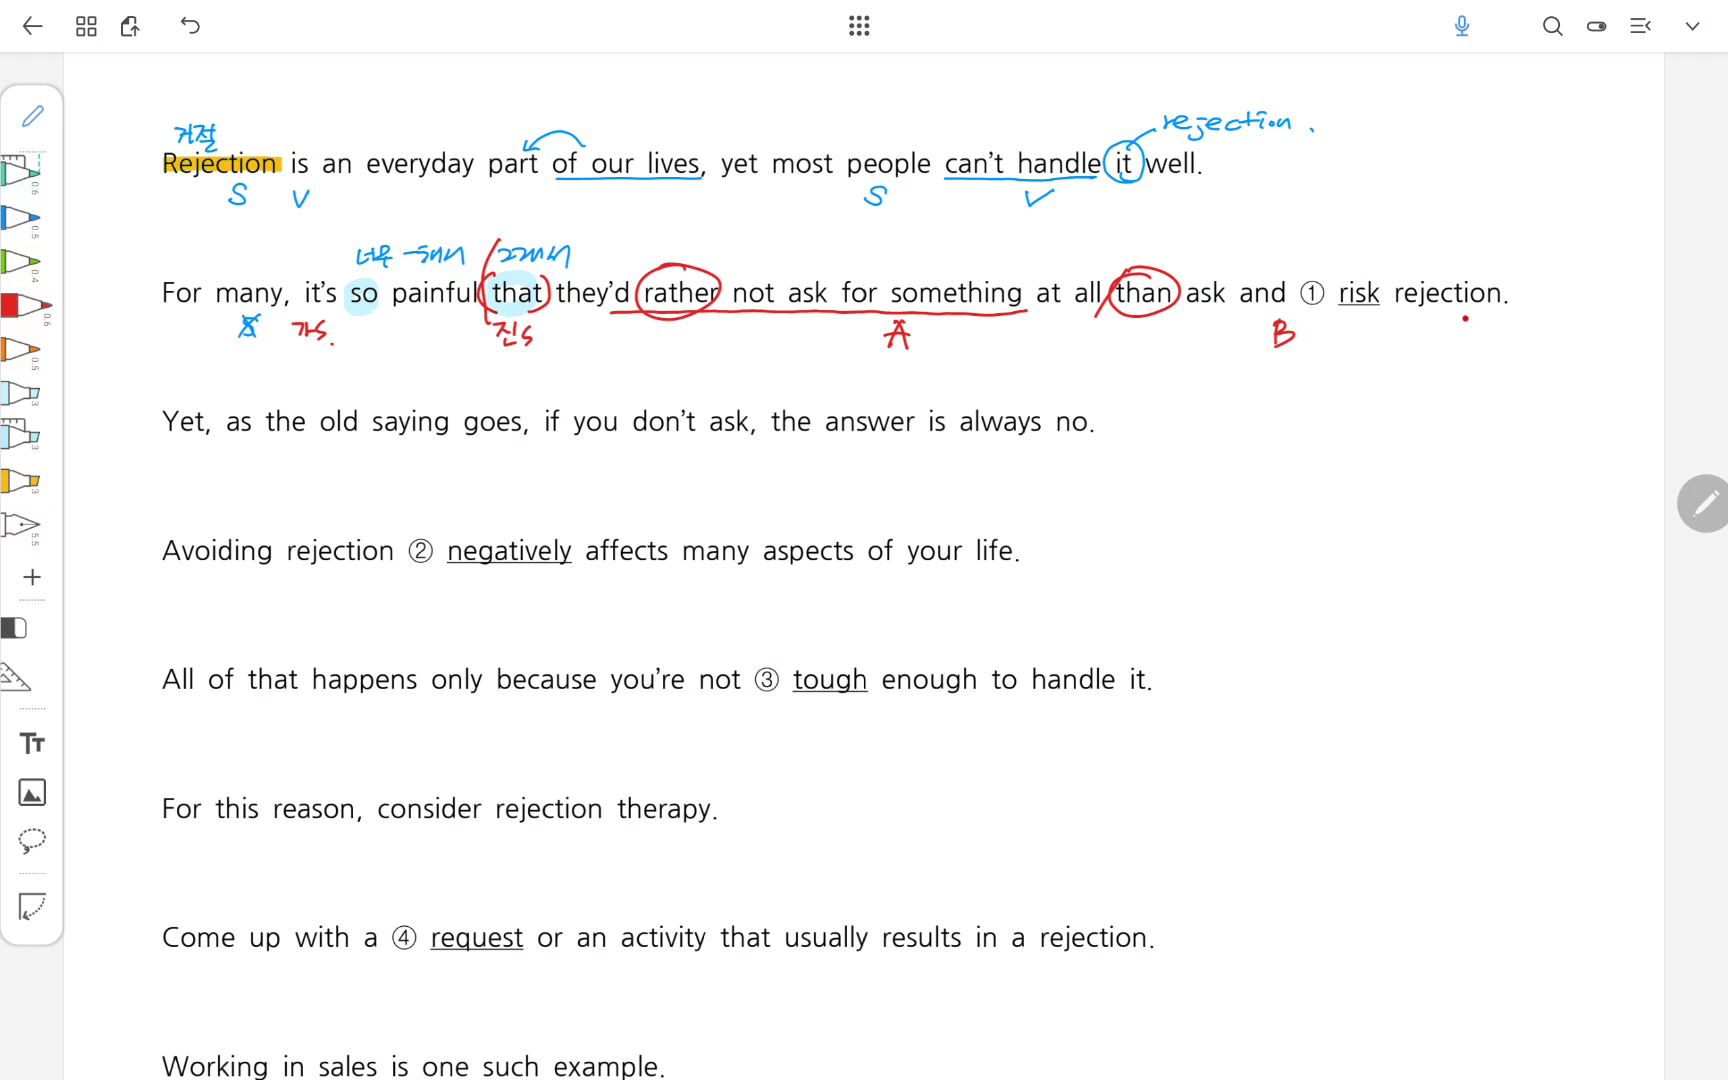 거절
rejection.
Rejection is an everyday part of our lives, yet most people can't handle it well.
S V S V
너무 ~해서 그래서
For many, it's so painful that they'd rather not ask for something at all than ask and ① risk rejection.
S 가S. 진S A B
Yet, as the old saying goes, if you don't ask, the answer is always no.
Avoiding rejection ② negatively affects many aspects of your life.
All of that happens only because you're not ③ tough enough to handle it.
For this reason, consider rejection therapy.
Come up with a ④ request or an activity that usually results in a rejection.
Working in sales is one such example.